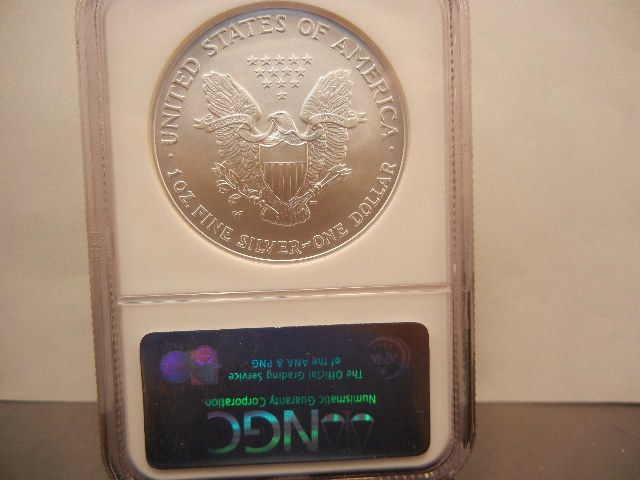 UNITED STATES OF AMERICA
1 OZ. FINE SILVER~ONE DOLLAR
NGC
Numismatic Guaranty Corporation
The Official Grading Service
of the ANA & PNG